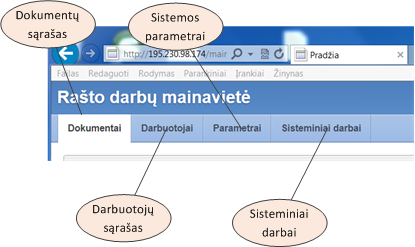 Dokumentų
sąrašas
Sistemos
parametrai
http://195.230.98.174/mair
Pradžia
Failas Redaguoti Rodymas Parankiniai Įrankiai Žinynas
Rašto darbų mainavietė
Dokumentai Darbuotojai Parametrai Sisteminiai darbai
Darbuotojų
sąrašas
Sisteminiai
darbai